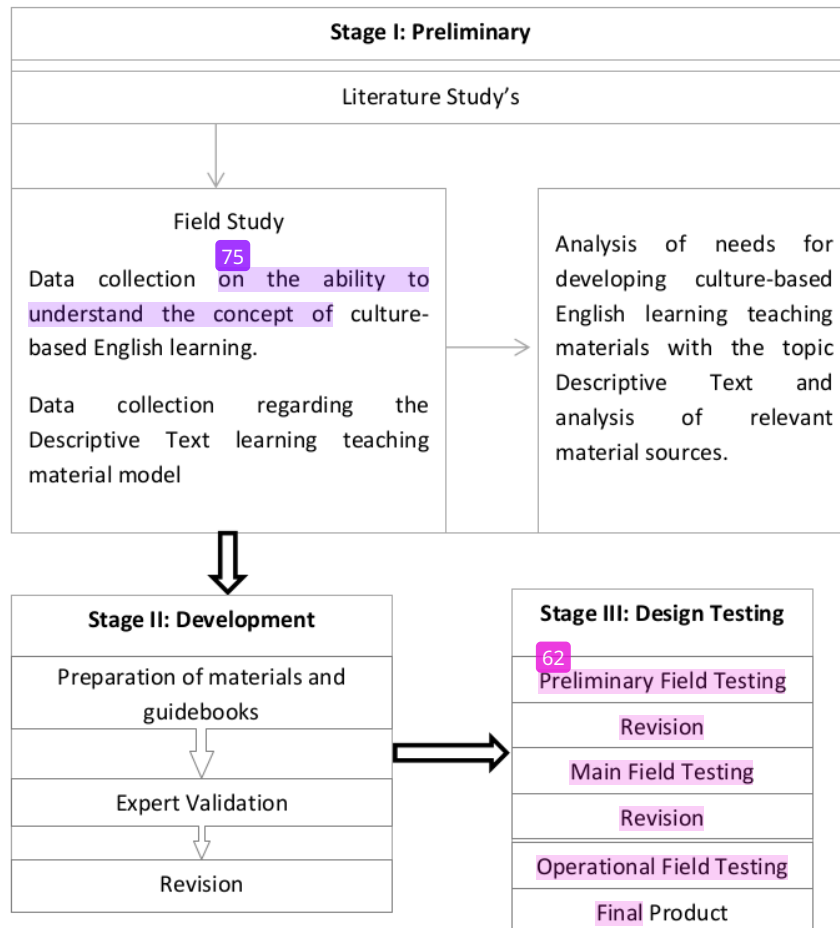 Stage I: Preliminary
Literature Study's
Field Study
75
Data collection on the ability to
understand the concept of culture-
based English learning.
Data collection regarding the
Descriptive Text learning teaching
material model
Analysis of needs for
developing culture-based
English learning teaching
materials with the topic
Descriptive Text and
analysis of relevant
material sources.
Stage II: Development
Preparation of materials and
guidebooks
Expert Validation
Revision
Stage III: Design Testing
62
Preliminary Field Testing
Revision
Main Field Testing
Revision
Operational Field Testing
Final Product